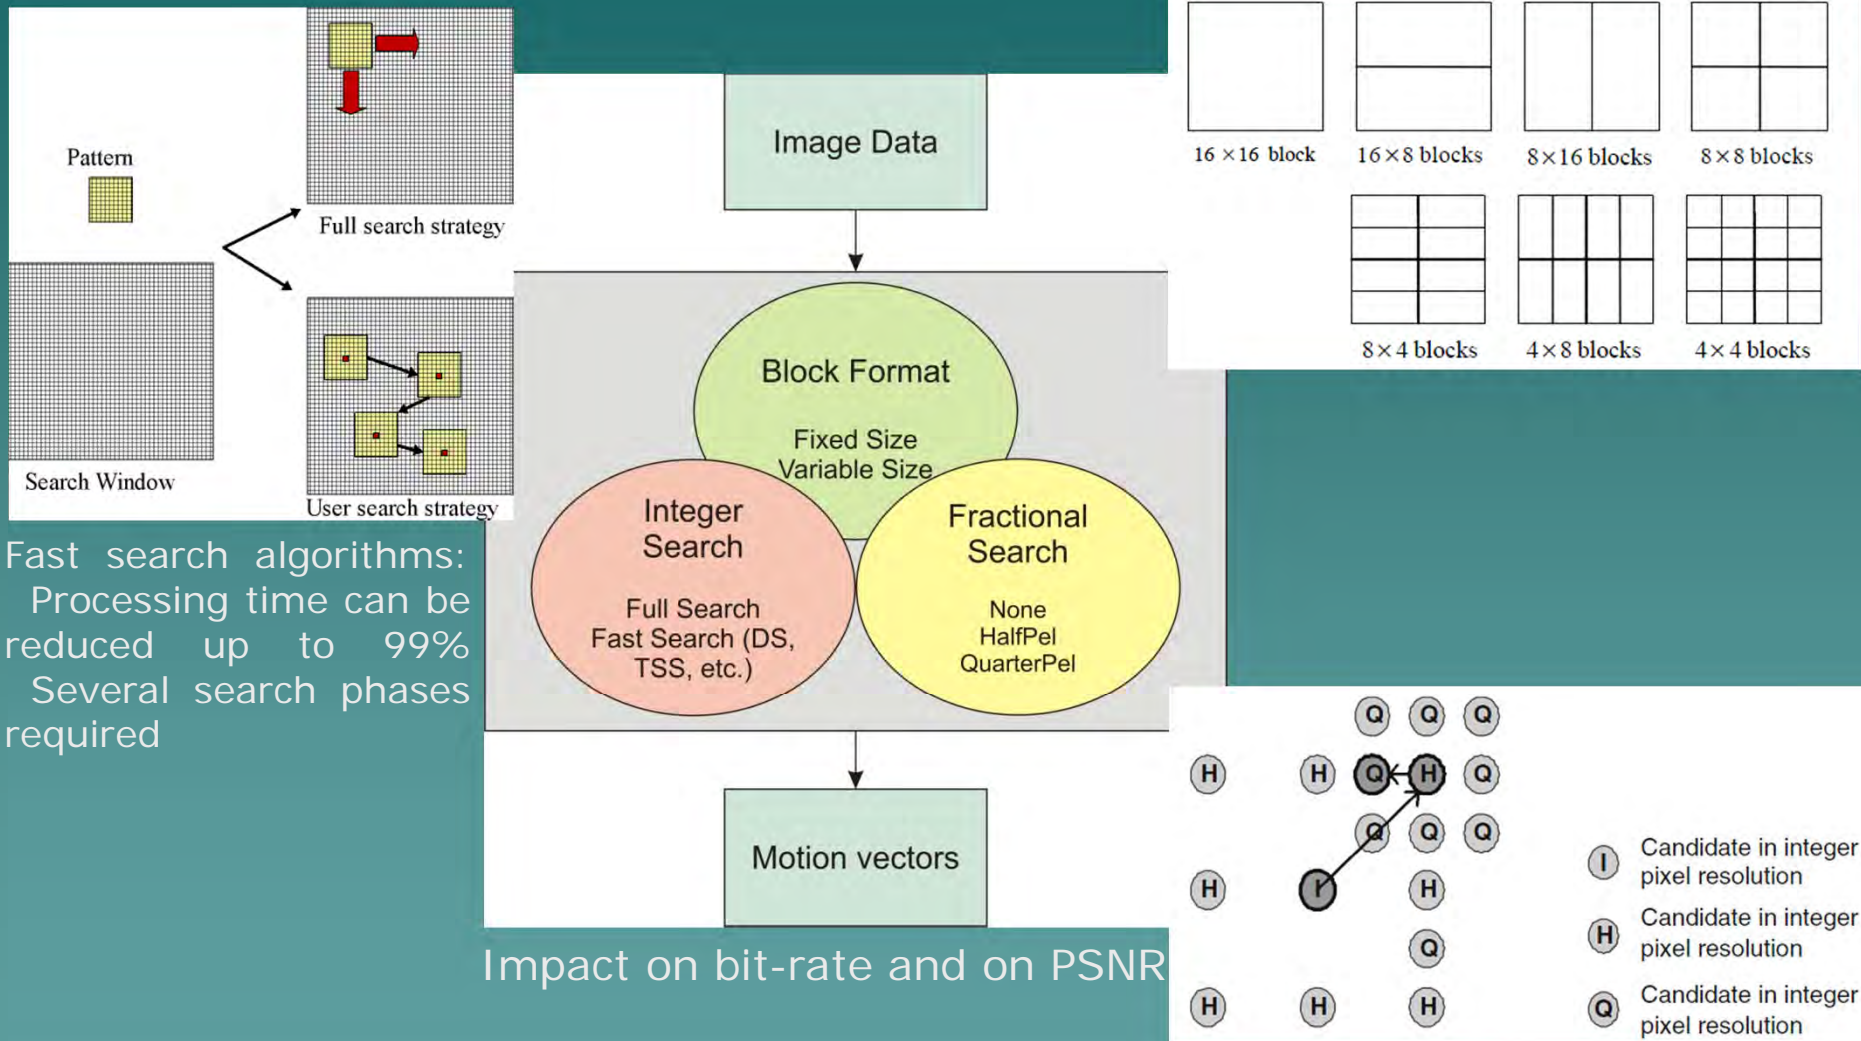 Pattern
Search Window
Full search strategy
User search strategy
Fast search algorithms:
Processing time can be
reduced up to 99%
Several search phases
required
Image Data
Block Format
Fixed Size
Variable Size
Integer
Search
Full Search
Fast Search (DS,
TSS, etc.)
Fractional
Search
None
HalfPel
QuarterPel
Motion vectors
Impact on bit-rate and on PSNR
16 ×16 block
16×8 blocks
8×16 blocks
8×8 blocks
8×4 blocks
4×8 blocks
4×4 blocks
Q Q Q
H H Q H Q
Q Q Q
H I H
Q
H H H
I Candidate in integer
pixel resolution
H Candidate in integer
pixel resolution
Q Candidate in integer
pixel resolution